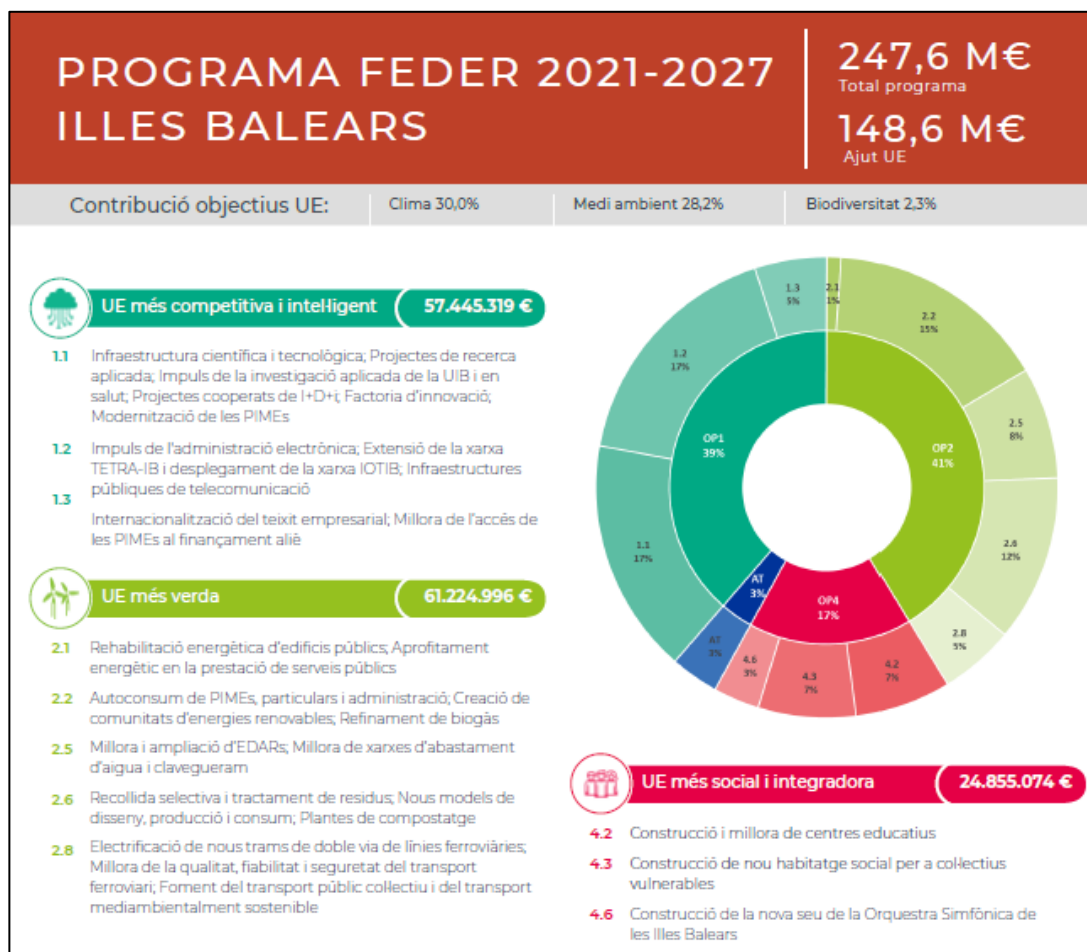 PROGRAMA FEDER 2021-2027
ILLES BALEARS
247,6 M€
Total programa
148,6 M€
Ajut UE
Contribució objectius UE:
Clima 30,0%
Medi ambient 28,2%
Biodiversitat 2,3%
UE més competitiva i intel·ligent
57.445.319 €
1.1 Infraestructura científica i tecnològica; Projectes de recerca
aplicada; Impuls de la investigació aplicada de la UIB i en
salut; Projectes cooperats de I+D+i; Factoria d'innovació;
Modernització de les PIMEs
1.2 Impuls de l'administració electrònica; Extensió de la xarxa
TETRA-IB i desplegament de la xarxa IOTIB; Infraestructures
públiques de telecomunicació
1.3
Internacionalització del teixit empresarial; Millora de l'accés de
les PIMEs al finançament aliè
UE més verda
61.224.996 €
2.1 Rehabilitació energètica d'edificis públics; Aprofitament
energètic en la prestació de serveis públics
2.2 Autoconsum de PIMEs, particulars i administració; Creació de
comunitats d'energies renovables; Refinament de biogàs
2.5 Millora i ampliació d'EDARs; Millora de xarxes d'abastament
d'aigua i clavegueram
2.6 Recollida selectiva i tractament de residus; Nous models de
disseny, producció i consum; Plantes de compostatge
2.8 Electrificació de nous trams de doble via de línies ferroviàries;
Millora de la qualitat, fiabilitat i seguretat del transport
ferroviari; Foment del transport públic col·lectiu i del transport
mediambientalment sostenible
1.3
5%
2.1
1%
2.2
15%
1.2
17%
OP1
39%
OP2
41%
2.5
8%
1.1
17%
2.6
12%
AT
3%
OP4
17%
2.8
5%
AT
3%
4.6
3%
4.3
7%
4.2
7%
UE més social i integradora
24.855.074 €
4.2 Construcció i millora de centres educatius
4.3 Construcció de nou habitatge social per a col·lectius
vulnerables
4.6 Construcció de la nova seu de la Orquestra Simfònica de
les Illes Balears